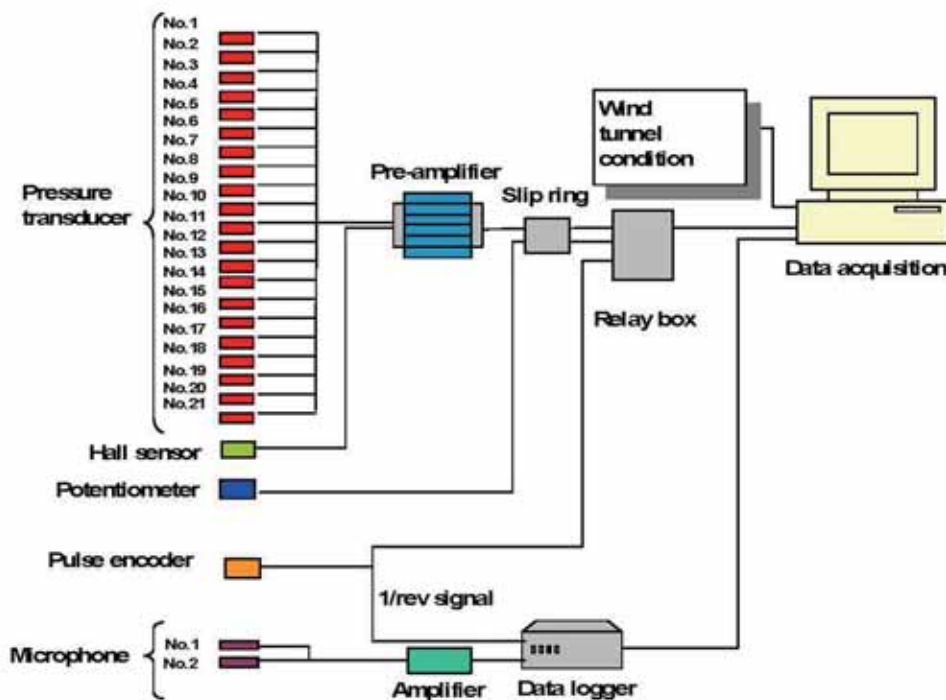 No.1
No.2
No.3
No.4
No.5
No.6
No.7
No.8
No.9
No.10
No.11
No.12
No.13
No.14
No.15
No.16
No.17
No.18
No.19
No.20
No.21
Pressure
transducer
Pre-amplifier
Slip ring
Wind
tunnel
condition
Relay box
Data acquisition
Hall sensor
Potentiometer
Pulse encoder
1/rev signal
Microphone
No.1
No.2
Amplifier
Data logger